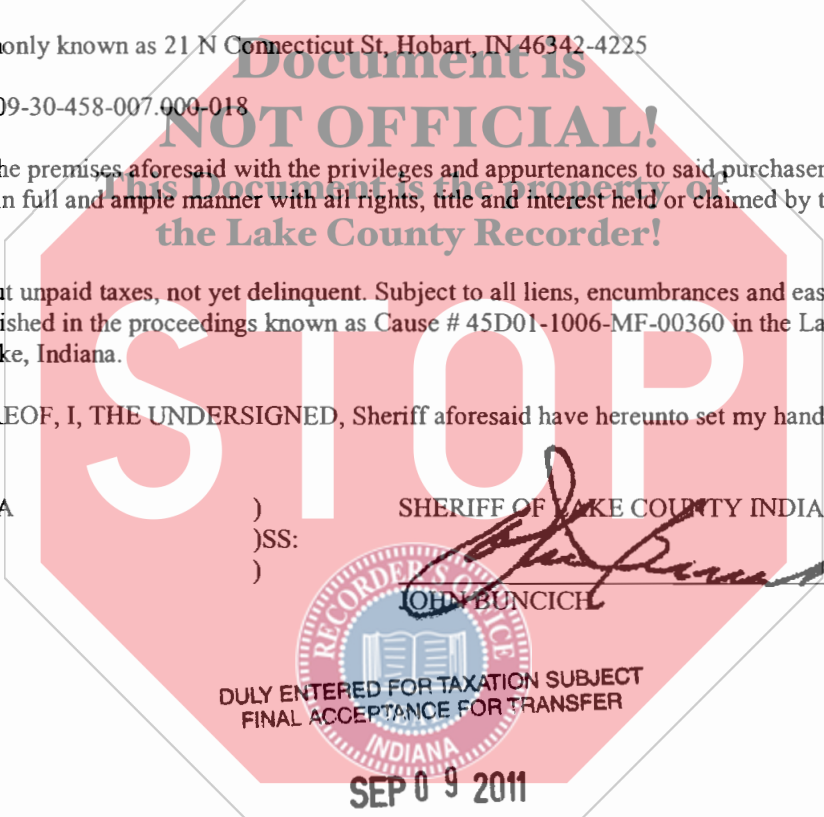 only known as 21 N Connecticut St, Hobart, IN 46342-4225
Document is
09-30-458-007.000-018
NOT OFFICIAL!
he premises aforesaid with the privileges and appurtenances to said purchaser
This Document is the property of
in full and ample manner with all rights, title and interest held or claimed by t
the Lake County Recorder!
ut unpaid taxes, not yet delinquent. Subject to all liens, encumbrances and eas
ished in the proceedings known as Cause # 45D01-1006-MF-00360 in the La
ke, Indiana.
STOP
EOF, I, THE UNDERSIGNED, Sheriff aforesaid have hereunto set my hand
A ) SHERIFF OF LAKE COUNTY INDIA
)SS:
)
JOHN BUNCICH
RECORDER'S OFFICE
DULY ENTERED FOR TAXATION SUBJECT
FINAL ACCEPTANCE FOR TRANSFER
INDIANA
SEP 09 2011